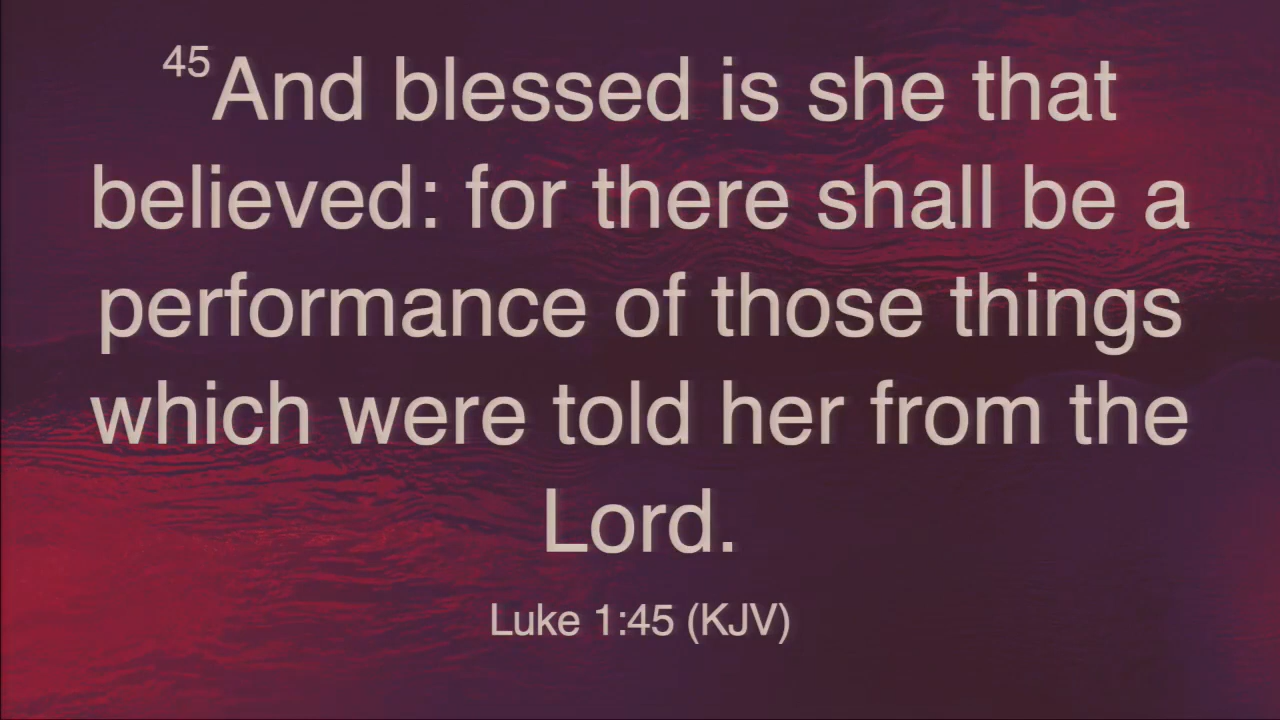 45And blessed is she that
believed: for there shall be a
performance of those things
which were told her from the
Lord.
Luke 1:45 (KJV)